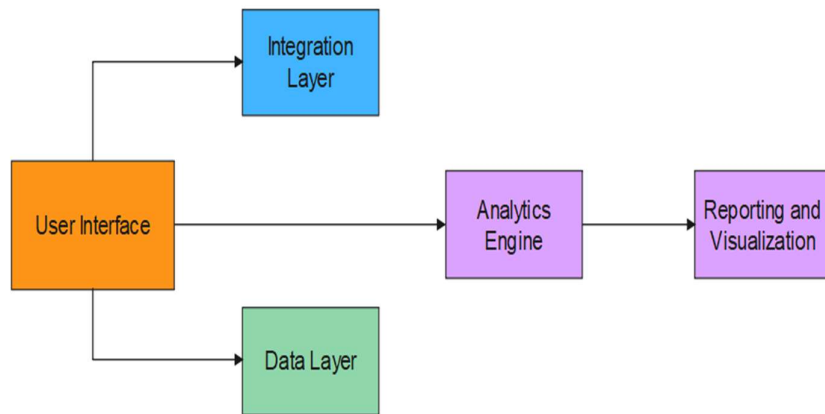 Integration
Layer
User Interface
Analytics
Engine
Reporting and
Visualization
Data Layer